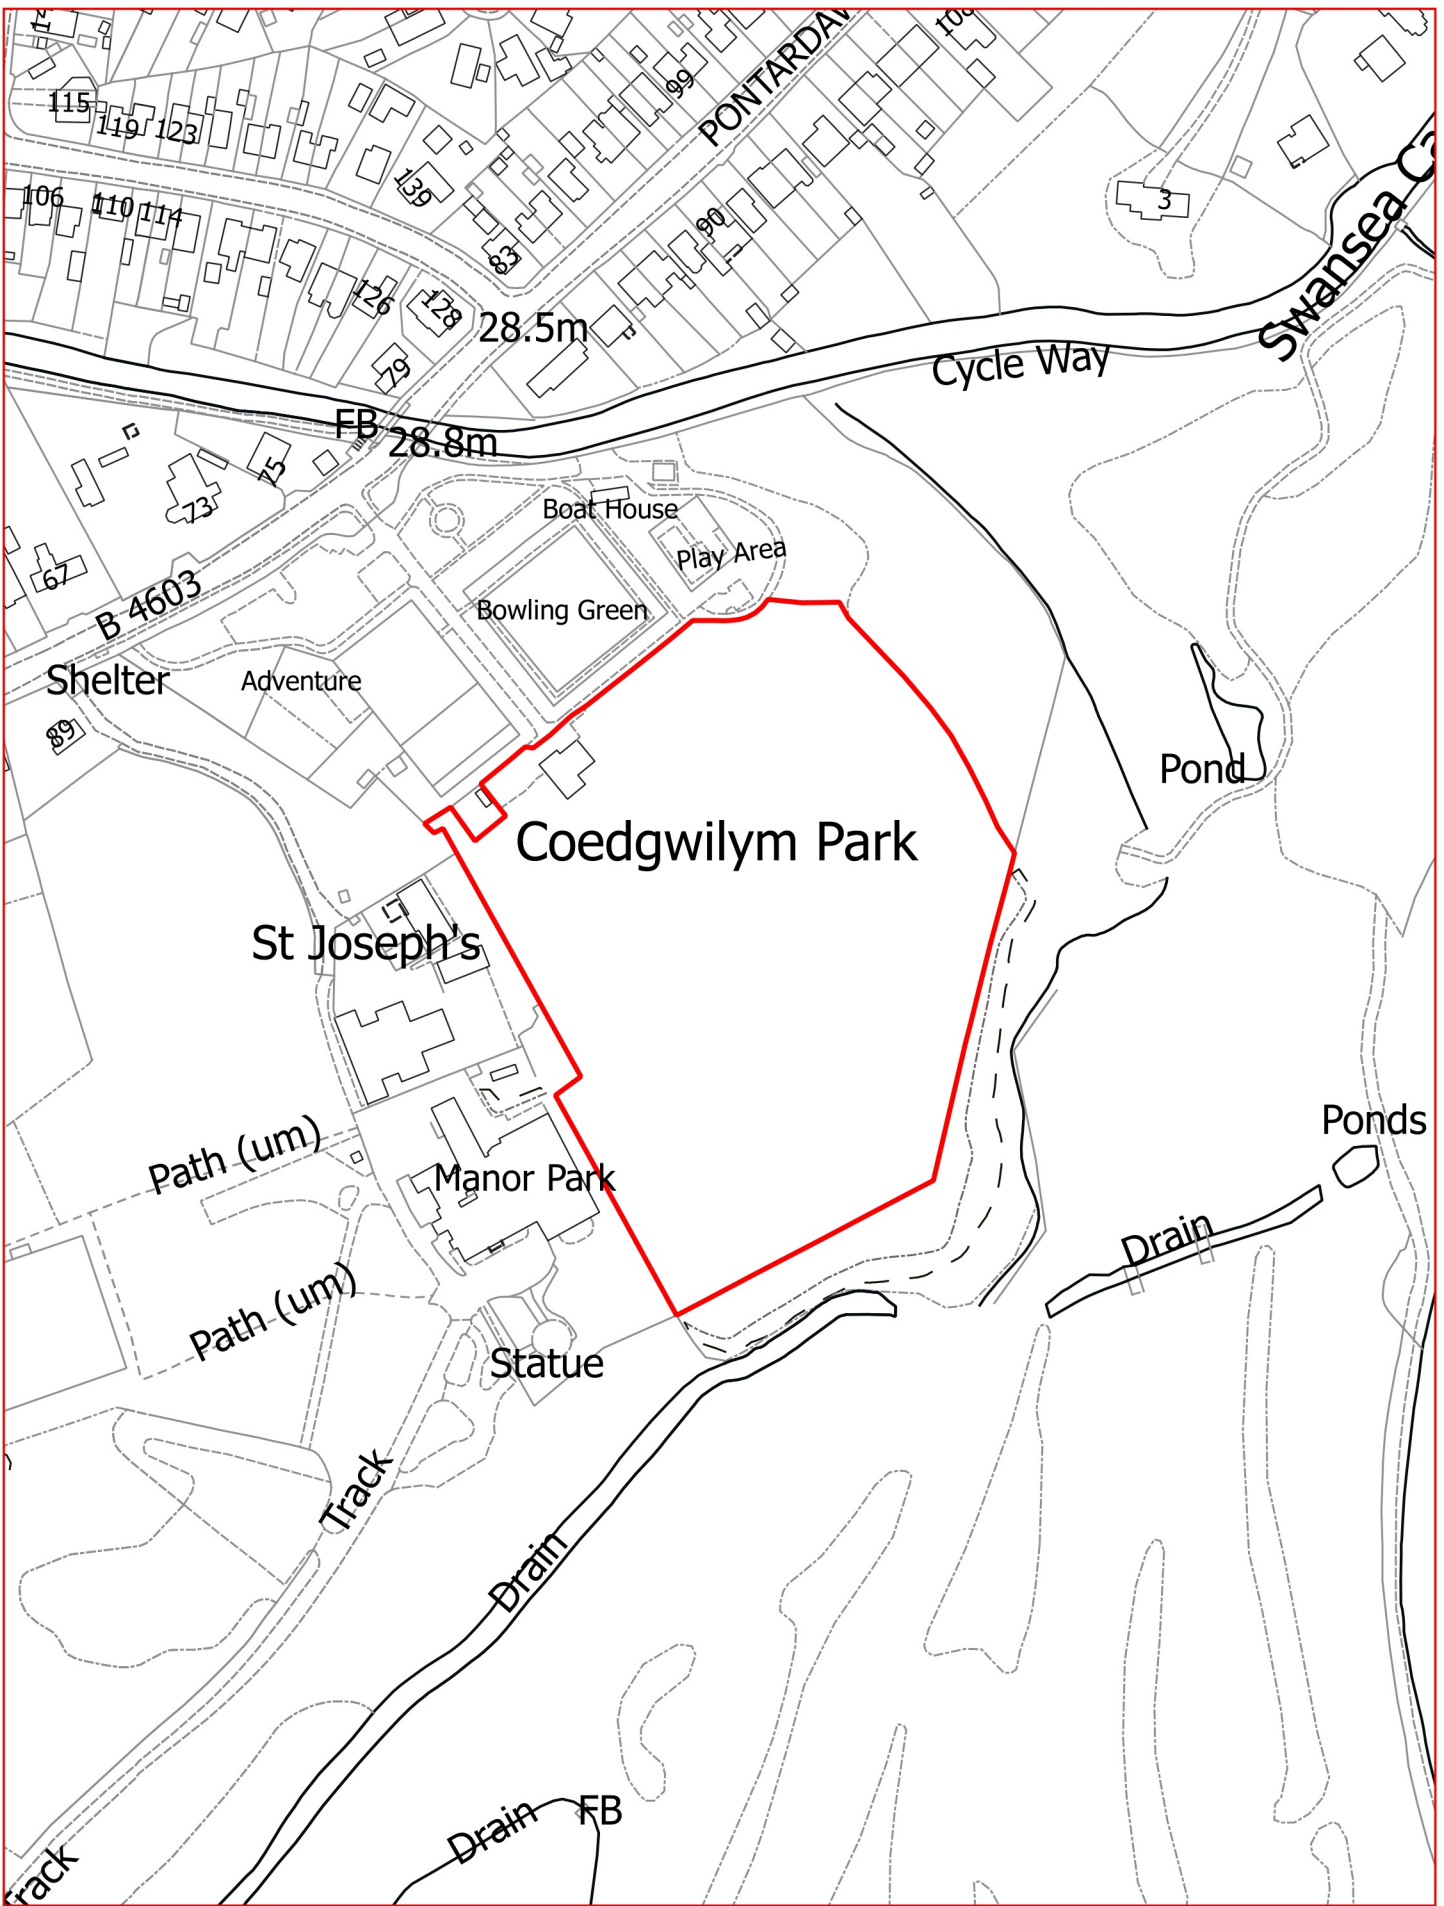 108
PONTARDAW
99
115
119
123
139
106
110
114
3
90
83
126
128
28.5m
Swansea Ca
Cycle Way
79
FB
28.8m
75
73
Boat House
Play Area
67
B 4603
Bowling Green
Shelter
Adventure
89
Pond
Coedgwilym Park
St Joseph's
Path (um)
Ponds
Manor Park
Drain
Path (um)
Statue
Track
Drain
FB
Drain
Track